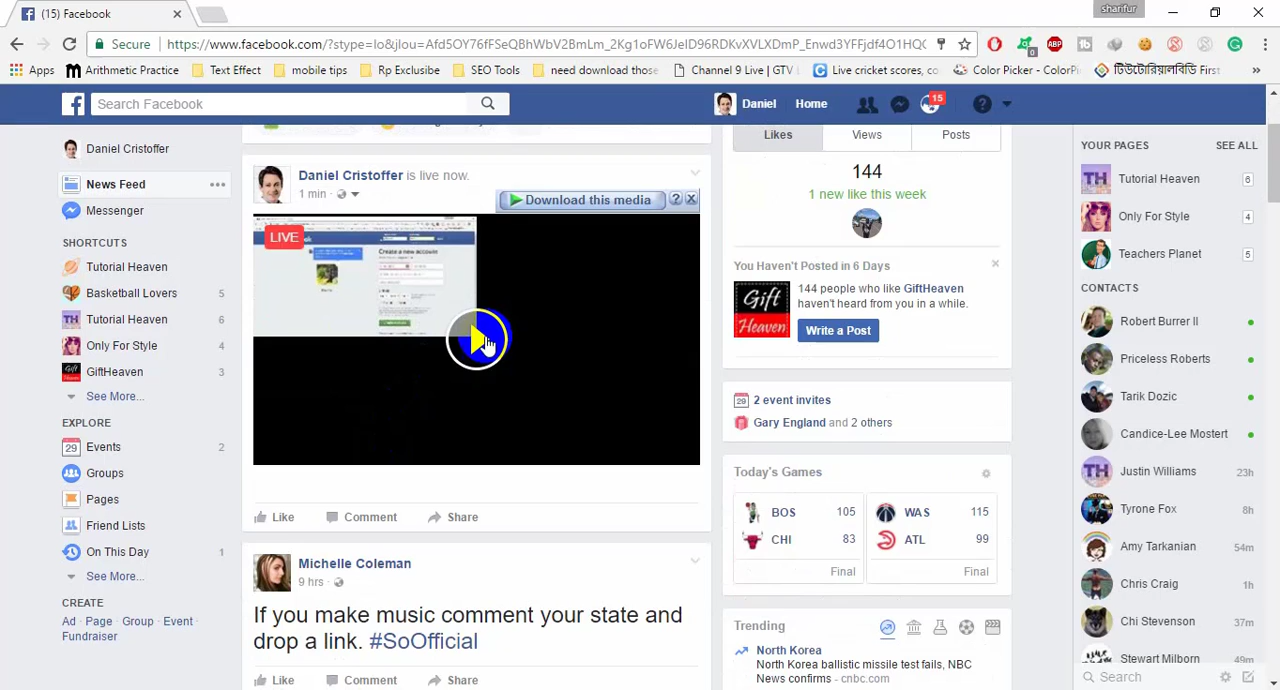 (15) Facebook
sharifur
Secure
https://www.facebook.com/?stype=lo&jlou=Afd5OY76fFSeQBhWbV2BmLm_2Kg1oFW6JeID96RDKvXVLXDmP_Enwd3YFFjdf4O1HQC
Apps
Arithmetic Practice
Text Effect
mobile tips
Rp Exclusibe
SEO Tools
need download those
Channel 9 Live | GTV
Live cricket scores, co
Color Picker - ColorPi
টিউটোরিয়ালবিডি First
Search Facebook
Daniel
Home
15
Daniel Cristoffer
News Feed
Messenger
SHORTCUTS
Tutorial Heaven
Basketball Lovers 5
Tutorial Heaven 6
Only For Style 4
GiftHeaven 3
See More...
EXPLORE
Events 2
Groups
Pages
Friend Lists
On This Day 1
See More...
CREATE
Ad · Page · Group · Event ·
Fundraiser
Daniel Cristoffer is live now.
1 min ·
Download this media
LIVE
Create a new account
Like Comment Share
Michelle Coleman
9 hrs ·
If you make music comment your state and
drop a link. #SoOfficial
Like Comment Share
Likes Views Posts
144
1 new like this week
You Haven't Posted in 6 Days
Gift
Heaven
144 people who like GiftHeaven
haven't heard from you in a while.
Write a Post
29 2 event invites
Gary England and 2 others
Today's Games
BOS 105
CHI 83
Final
WAS 115
ATL 99
Final
Trending
North Korea
North Korea ballistic missile test fails, NBC
News confirms - cnbc.com
YOUR PAGES SEE ALL
Tutorial Heaven 6
Only For Style 4
Teachers Planet 5
CONTACTS
Robert Burrer II
Priceless Roberts
Tarik Dozic
Candice-Lee Mostert
Justin Williams 23h
Tyrone Fox 8h
Amy Tarkanian 54m
Chris Craig 1h
Chi Stevenson 37m
Stewart Milborn 49m
Search